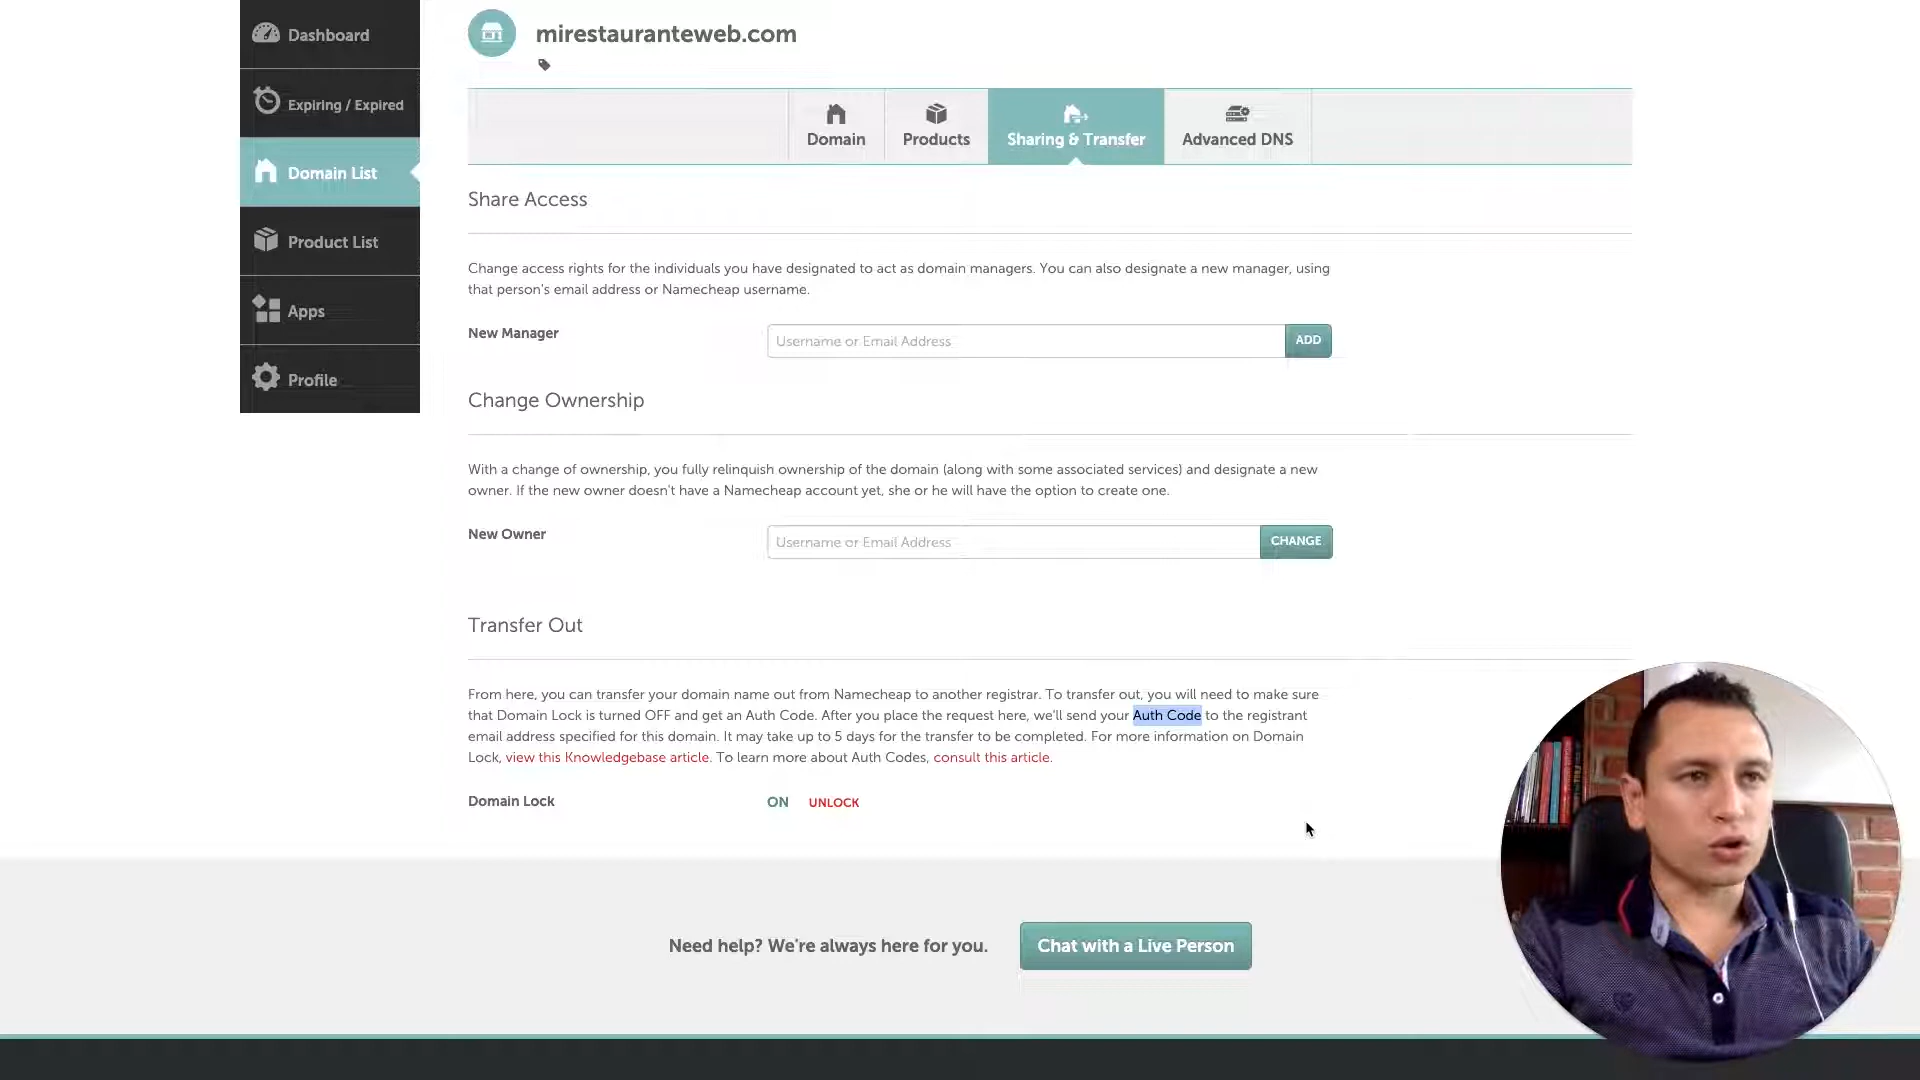 Dashboard
Expiring / Expired
Domain List
Product List
Apps
Profile
mirestauranteweb.com
Domain
Products
Sharing & Transfer
Advanced DNS
Share Access
Change access rights for the individuals you have designated to act as domain managers. You can also designate a new manager, using
that person's email address or Namecheap username.
New Manager
Username or Email Address
ADD
Change Ownership
With a change of ownership, you fully relinquish ownership of the domain (along with some associated services) and designate a new
owner. If the new owner doesn't have a Namecheap account yet, she or he will have the option to create one.
New Owner
Username or Email Address
CHANGE
Transfer Out
From here, you can transfer your domain name out from Namecheap to another registrar. To transfer out, you will need to make sure
that Domain Lock is turned OFF and get an Auth Code. After you place the request here, we'll send your Auth Code to the registrant
email address specified for this domain. It may take up to 5 days for the transfer to be completed. For more information on Domain
Lock, view this Knowledgebase article. To learn more about Auth Codes, consult this article.
Domain Lock
ON UNLOCK
Need help? We're always here for you.
Chat with a Live Person